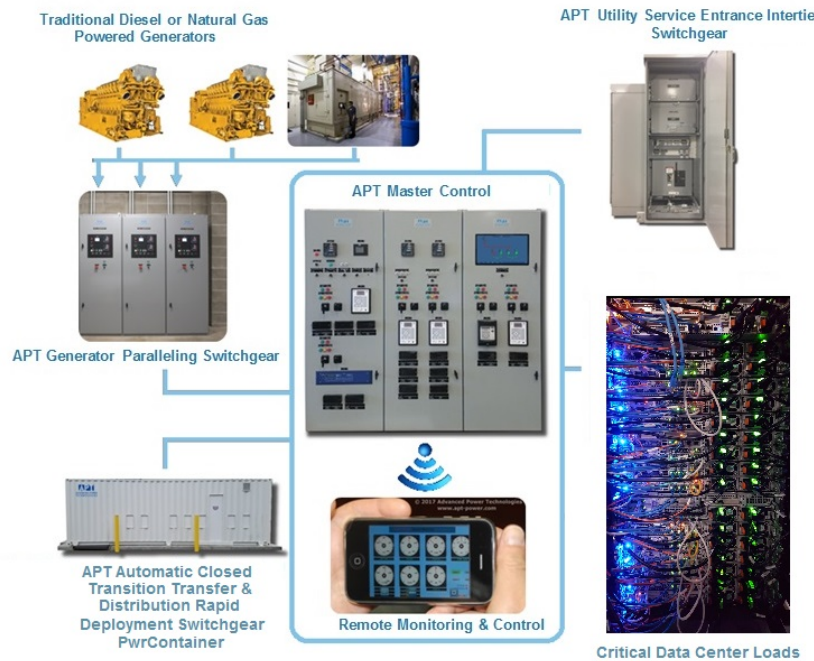 Traditional Diesel or Natural Gas
Powered Generators
APT Utility Service Entrance Intertie
Switchgear
APT Master Control
APT Generator Paralleling Switchgear
APT
© 2017 Advanced Power Technologies
www.apt-power.com
APT Automatic Closed
Transition Transfer &
Distribution Rapid
Deployment Switchgear
PwrContainer
Remote Monitoring & Control
Critical Data Center Loads